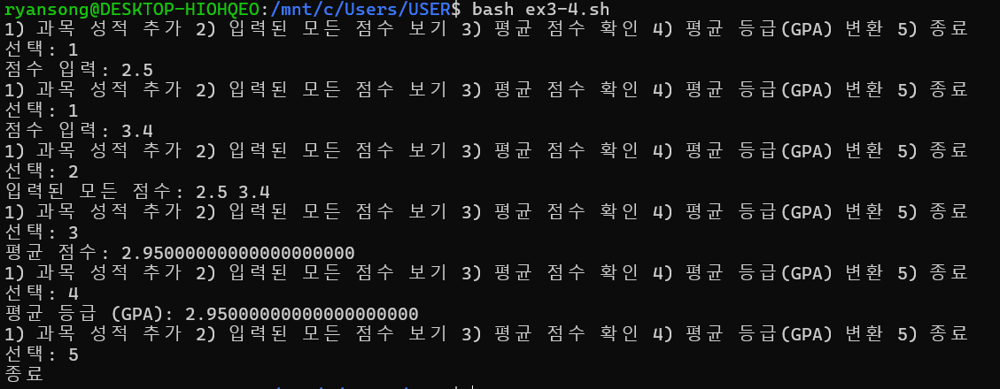 ryansong@DESKTOP-HIOHQEO:/mnt/c/Users/USER$ bash ex3-4.sh
1) 과목 성적 추가 2) 입력된 모든 점수 보기 3) 평균 점수 확인 4) 평균 등급(GPA) 변환 5) 종료
선택: 1
점수 입력: 2.5
1) 과목 성적 추가 2) 입력된 모든 점수 보기 3) 평균 점수 확인 4) 평균 등급(GPA) 변환 5) 종료
선택: 1
점수 입력: 3.4
1) 과목 성적 추가 2) 입력된 모든 점수 보기 3) 평균 점수 확인 4) 평균 등급(GPA) 변환 5) 종료
선택: 2
입력된 모든 점수: 2.5 3.4
1) 과목 성적 추가 2) 입력된 모든 점수 보기 3) 평균 점수 확인 4) 평균 등급(GPA) 변환 5) 종료
선택: 3
평균 점수: 2.95000000000000000000
1) 과목 성적 추가 2) 입력된 모든 점수 보기 3) 평균 점수 확인 4) 평균 등급(GPA) 변환 5) 종료
선택: 4
평균 등급 (GPA): 2.95000000000000000000
1) 과목 성적 추가 2) 입력된 모든 점수 보기 3) 평균 점수 확인 4) 평균 등급(GPA) 변환 5) 종료
선택: 5
종료